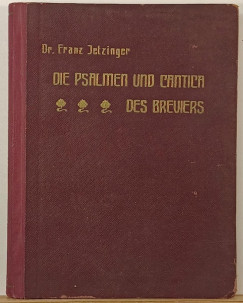 Dr. Franz Jetzinger
DIE PSALMEN UND CANTICA
DES BREVIERS